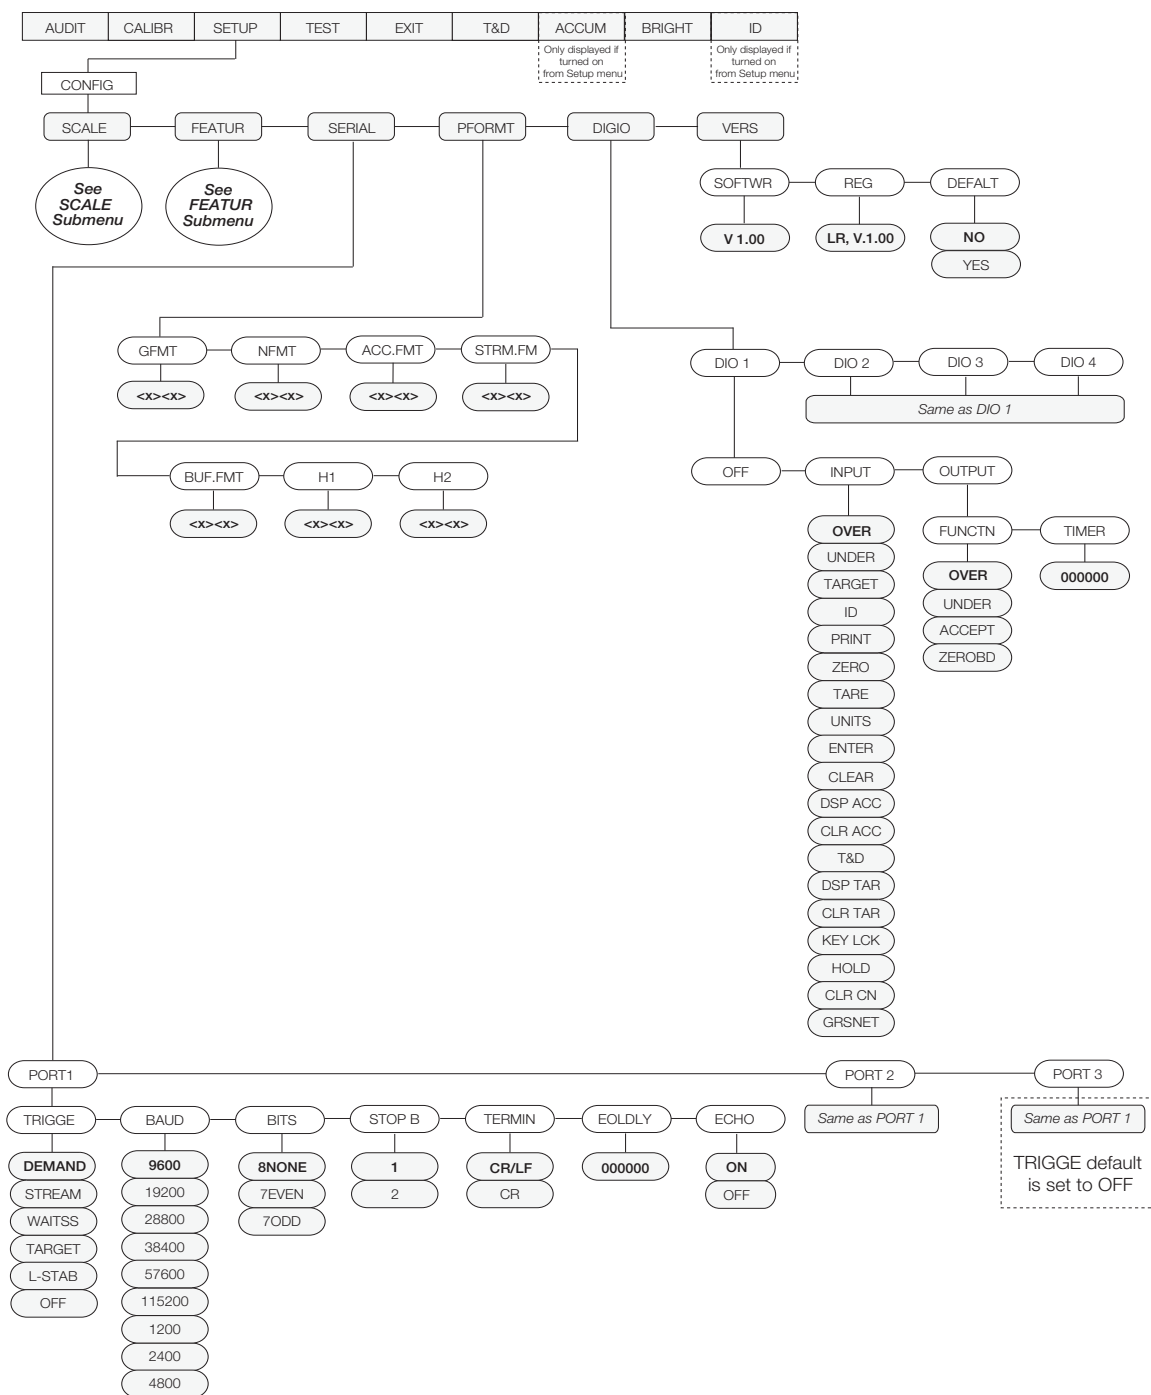 AUDIT CALIBR SETUP TEST EXIT T&D ACCUM BRIGHT ID
Only displayed if
turned on
from Setup menu
Only displayed if
turned on
from Setup menu
CONFIG
SCALE FEATUR SERIAL PFORMT DIGIO VERS
See
SCALE
Submenu
See
FEATUR
Submenu
SOFTWR REG DEFALT
V 1.00 LR, V.1.00 NO
YES
GFMT NFMT ACC.FMT STRM.FM
<x><x> <x><x> <x><x> <x><x>
BUF.FMT H1 H2
<x><x> <x><x> <x><x>
DIO 1 DIO 2 DIO 3 DIO 4
Same as DIO 1
OFF INPUT OUTPUT
OVER
UNDER
TARGET
ID
PRINT
ZERO
TARE
UNITS
ENTER
CLEAR
DSP ACC
CLR ACC
T&D
DSP TAR
CLR TAR
KEY LCK
HOLD
CLR CN
GRSNET
FUNCTN TIMER
OVER 000000
UNDER
ACCEPT
ZEROBD
PORT1 PORT 2 PORT 3
TRIGGE BAUD BITS STOP B TERMIN EOLDLY ECHO
Same as PORT 1
Same as PORT 1
TRIGGE default
is set to OFF
DEMAND
STREAM
WAITSS
TARGET
L-STAB
OFF
9600
19200
28800
38400
57600
115200
1200
2400
4800
8NONE
7EVEN
7ODD
1
2
CR/LF
CR
000000
ON
OFF